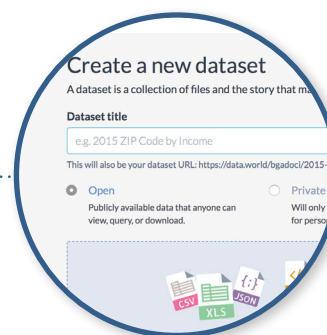 Create a new dataset
A dataset is a collection of files and the story that
Dataset title
e.g. 2015 ZIP Code by Income
This will also be your dataset URL: https://data.world/bgadoci/2015-
Open
Private
Publicly available data that anyone can
view, query, or download.
Will only
for
CSV
XLS
{;}
JSON